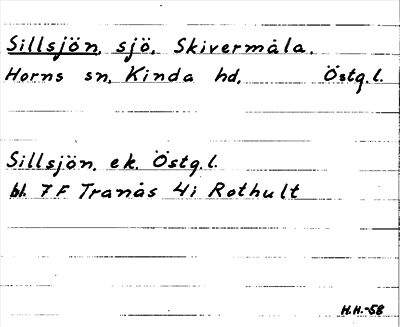 Sillsjön, sjö, Skivermåla.
Horns sn, Kinda hd, Östg.l.
Sillsjön. ek. Östg.l.
bl. 7F Tranås 4i Rothult
H.H.-58